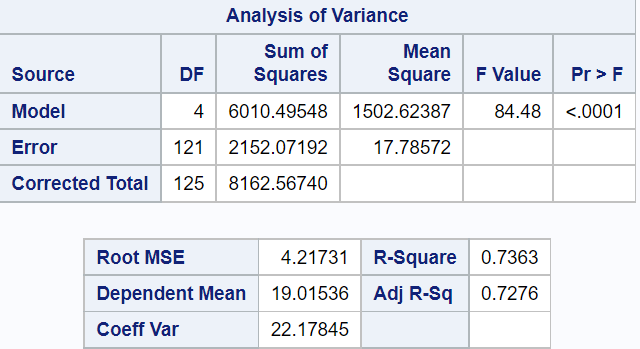 Analysis of Variance
Sum of Mean
Source DF Squares Square F Value Pr > F
Model 4 6010.49548 1502.62387 84.48 <.0001
Error 121 2152.07192 17.78572
Corrected Total 125 8162.56740
Root MSE 4.21731 R-Square 0.7363
Dependent Mean 19.01536 Adj R-Sq 0.7276
Coeff Var 22.17845